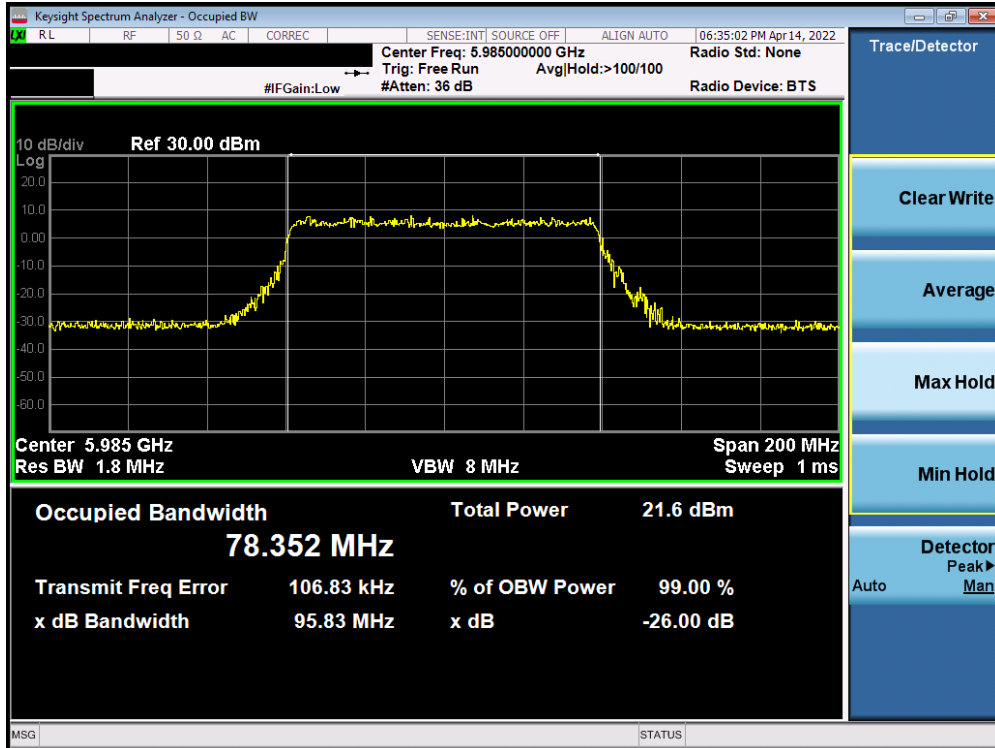 Keysight Spectrum Analyzer - Occupied BW
LXI RL RF 50 Ω AC CORREC SENSE:INT SOURCE OFF ALIGN AUTO 06:35:02 PM Apr 14, 2022
Center Freq: 5.985000000 GHz Radio Std: None
Trig: Free Run Avg|Hold:>100/100
#IFGain:Low #Atten: 36 dB Radio Device: BTS
10 dB/div Ref 30.00 dBm
Log
20.0
10.0
0.00
-10.0
-20.0
-30.0
-40.0
-50.0
-60.0
Center 5.985 GHz Span 200 MHz
Res BW 1.8 MHz VBW 8 MHz Sweep 1 ms
Occupied Bandwidth Total Power 21.6 dBm
78.352 MHz
Transmit Freq Error 106.83 kHz % of OBW Power 99.00 %
x dB Bandwidth 95.83 MHz x dB -26.00 dB
MSG STATUS
Trace/Detector
Clear Write
Average
Max Hold
Min Hold
Detector
Peak▶
Auto Man